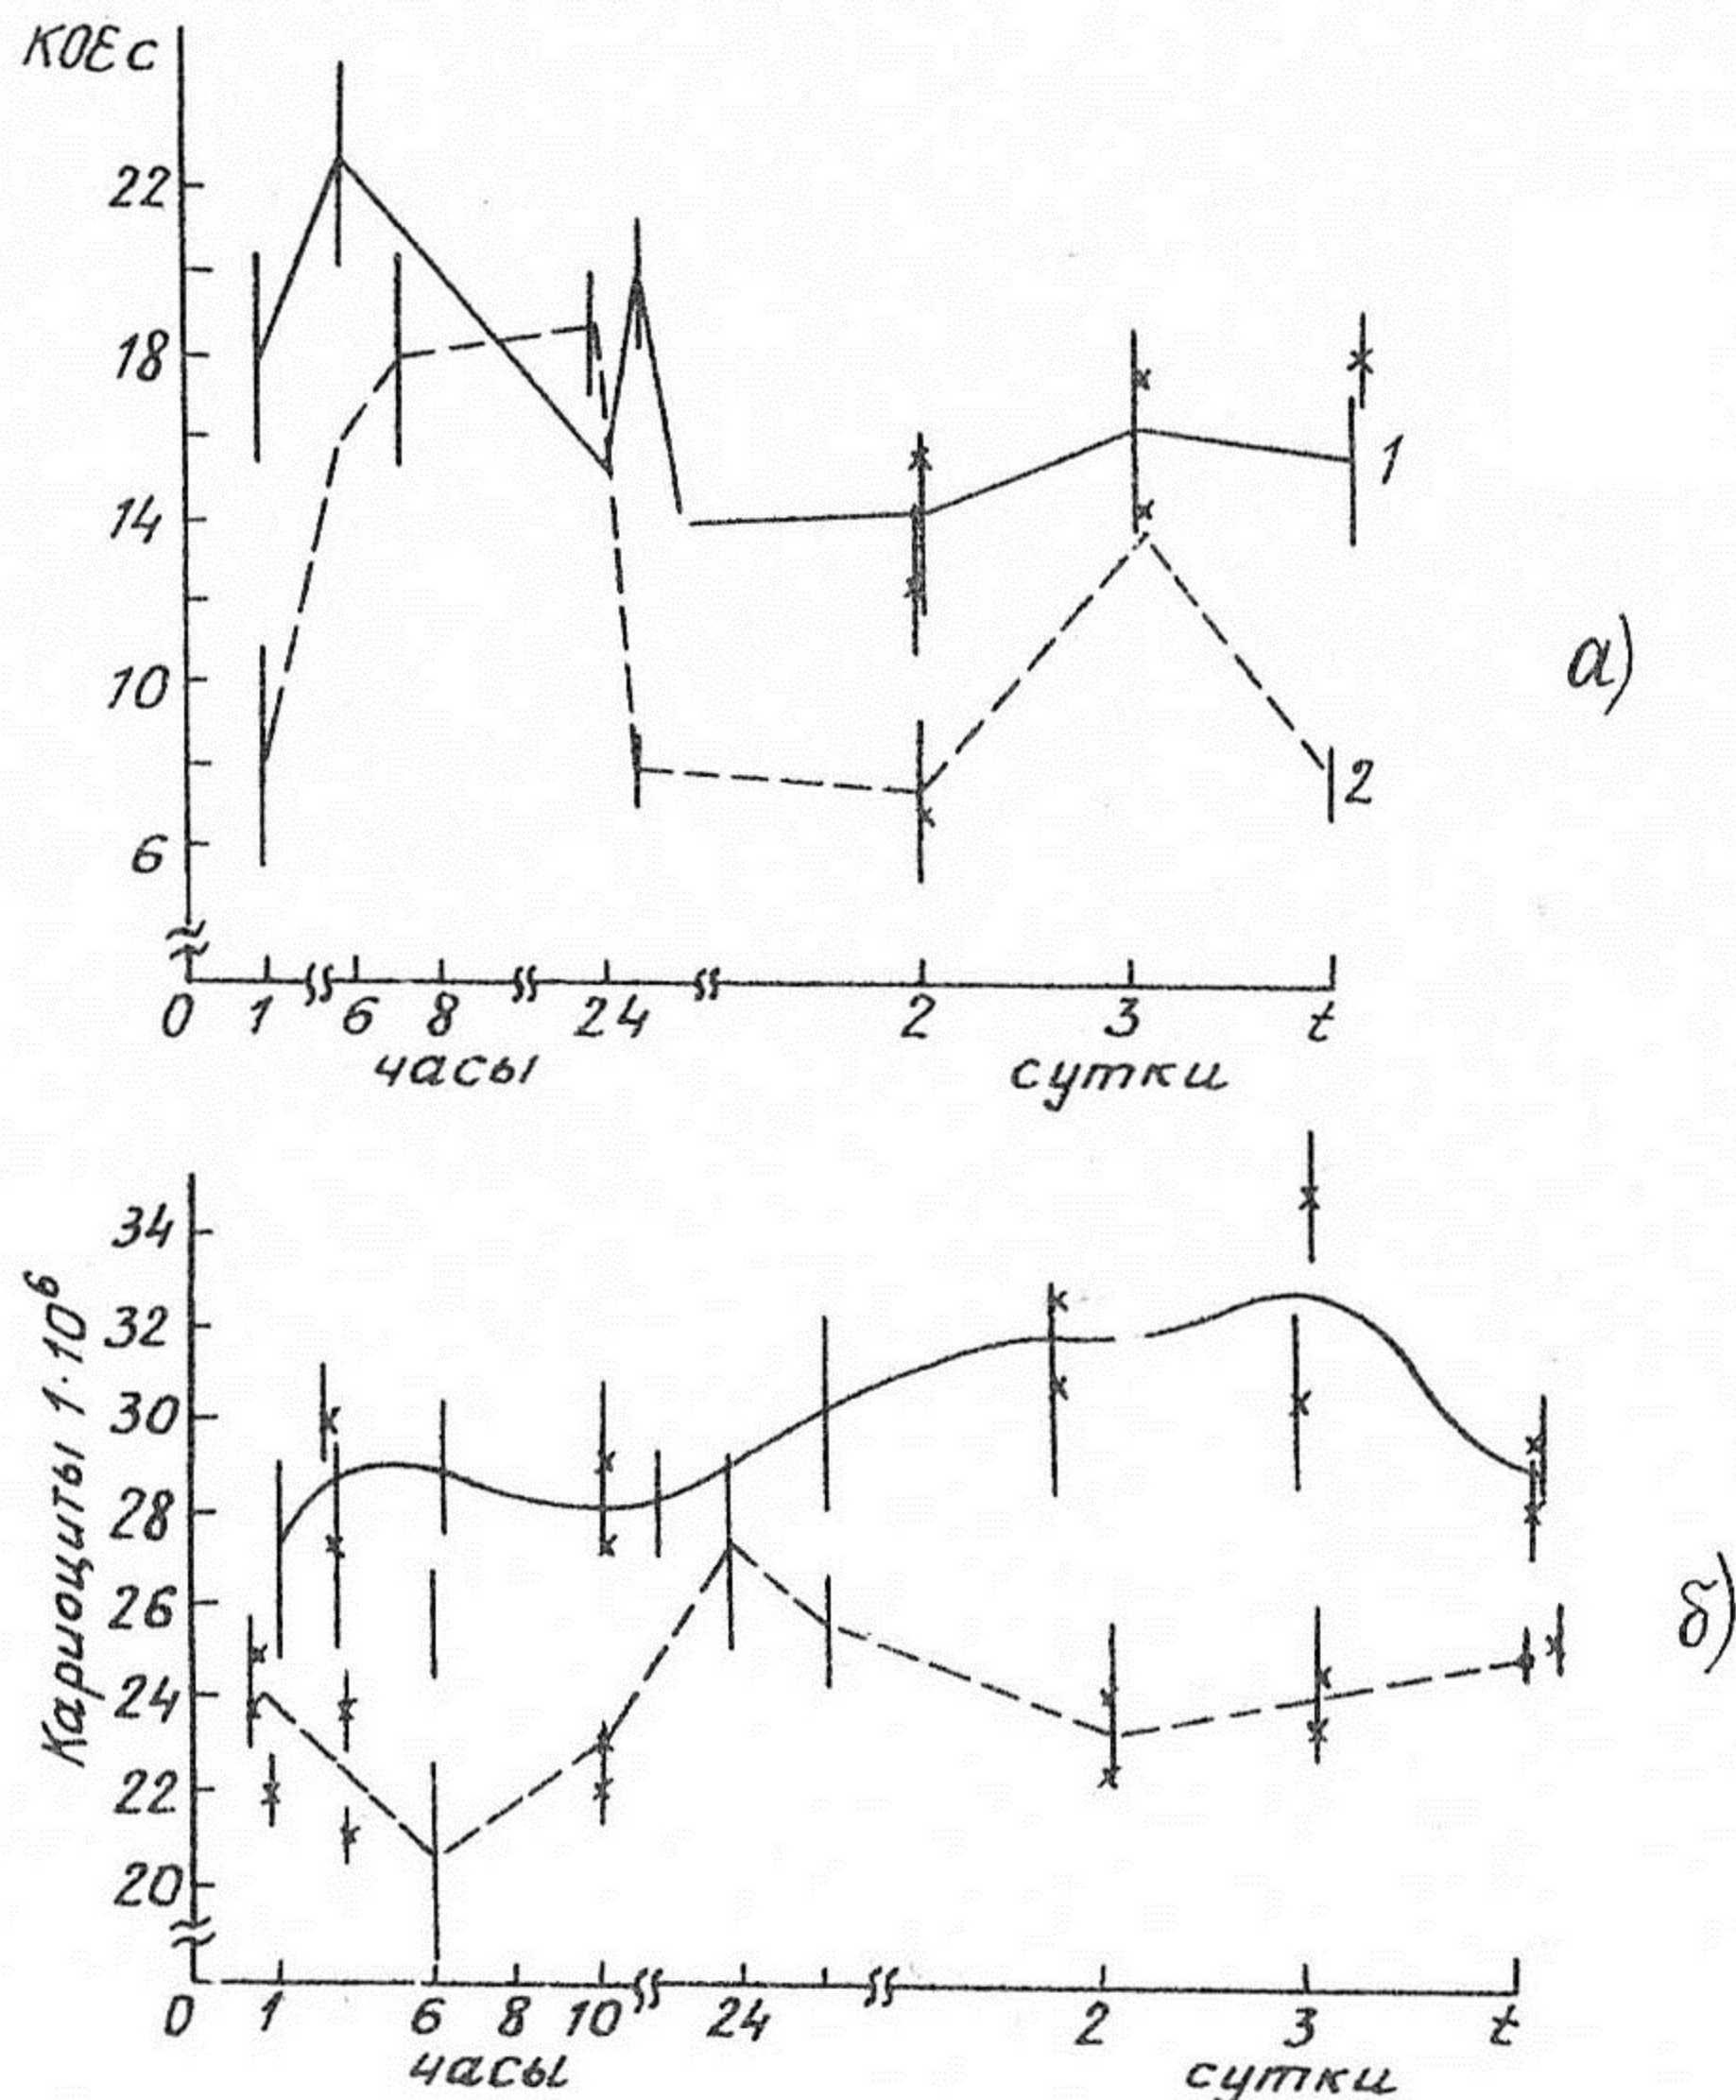 КОЕс
22
18
14
10
6
1
2
а)
0 1 6 8 24 2 3 t
часы сутки
Кариоциты 1·10⁶
34
32
30
28
26
24
22
20
б)
0 1 6 8 10 24 2 3 t
часы сутки